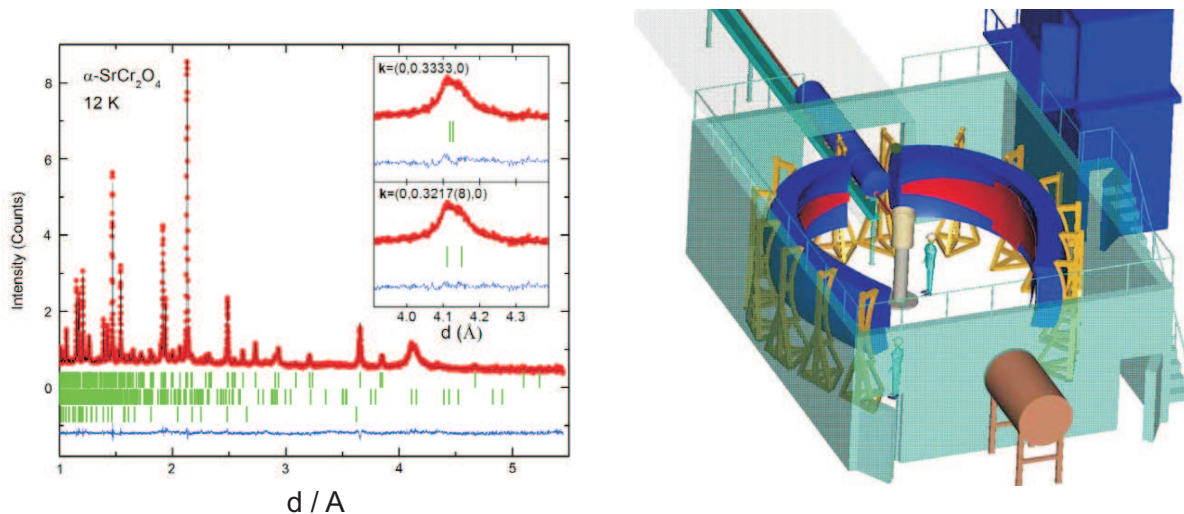 α-SrCr₂O₄
12 K
Intensity (Counts)
8
6
4
2
0
1 2 3 4 5
d / A
k=(0,0.3333,0)
k=(0,0.3217(8),0)
4.0 4.1 4.2 4.3
d (Å)